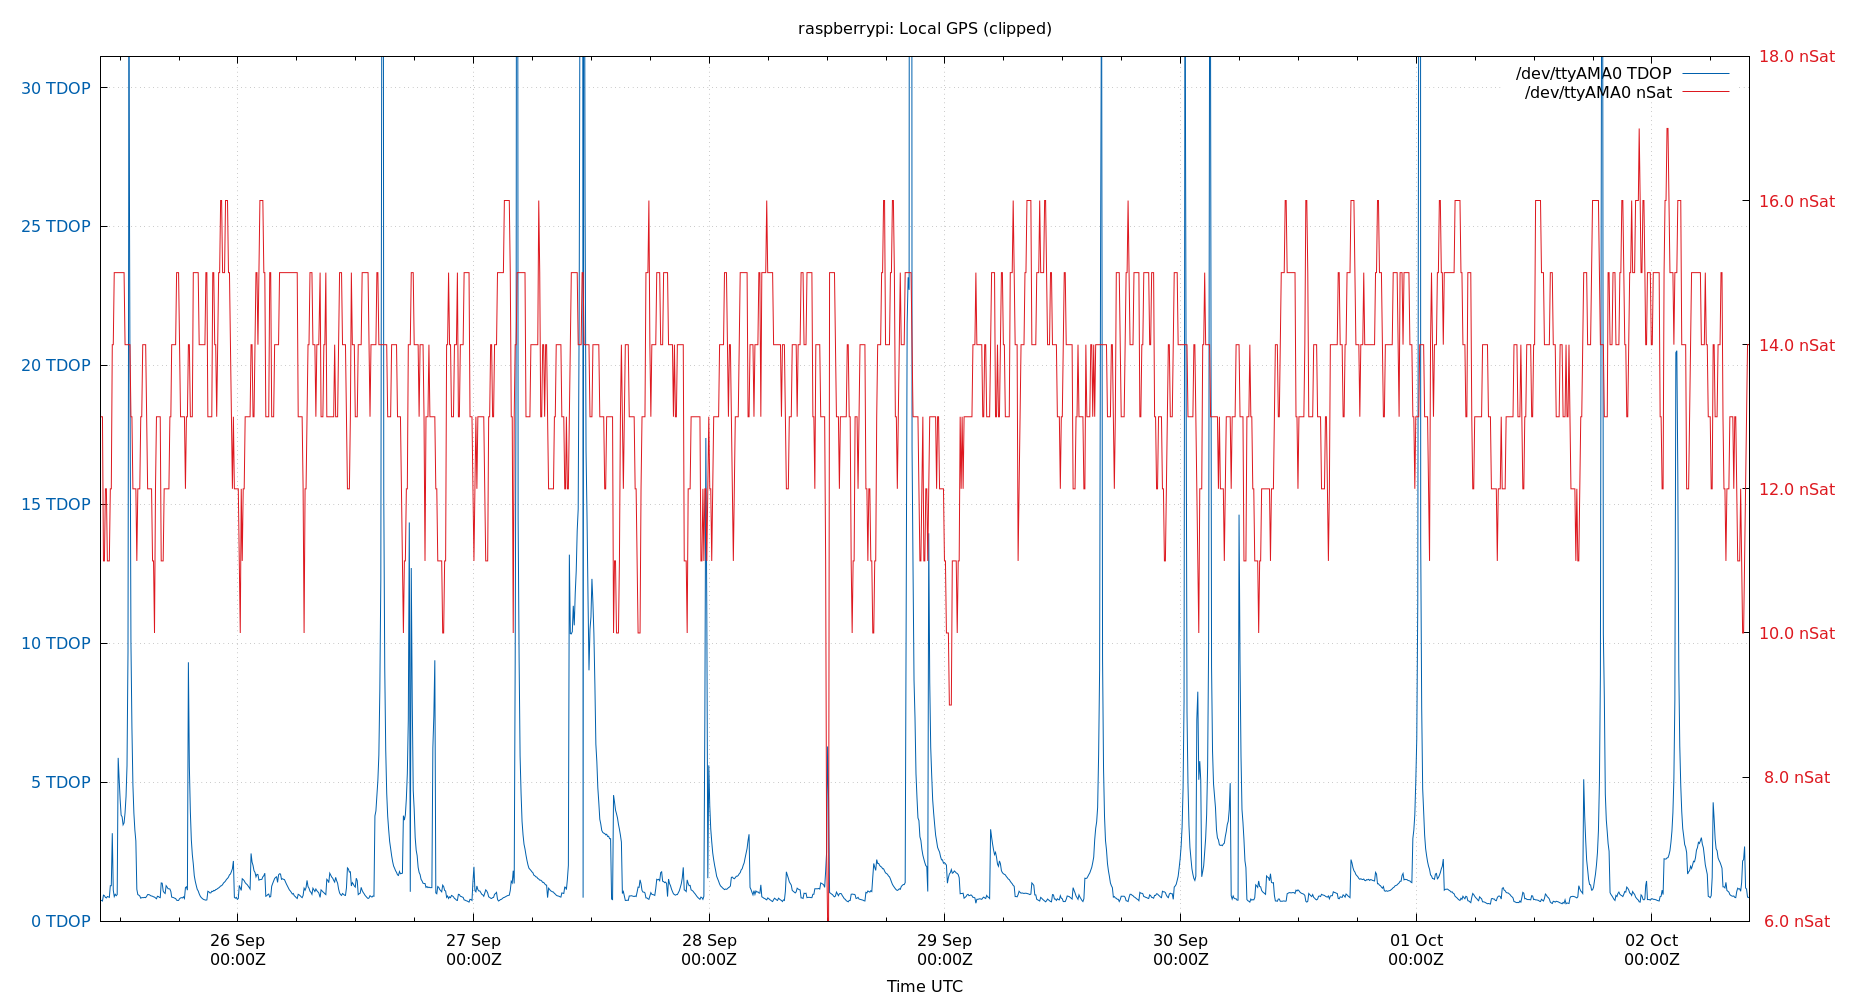 raspberrypi: Local GPS (clipped)
/dev/ttyAMA0 TDOP
/dev/ttyAMA0 nSat
30 TDOP
25 TDOP
20 TDOP
15 TDOP
10 TDOP
5 TDOP
0 TDOP
18.0 nSat
16.0 nSat
14.0 nSat
12.0 nSat
10.0 nSat
8.0 nSat
6.0 nSat
26 Sep
00:00Z
27 Sep
00:00Z
28 Sep
00:00Z
29 Sep
00:00Z
30 Sep
00:00Z
01 Oct
00:00Z
02 Oct
00:00Z
Time UTC